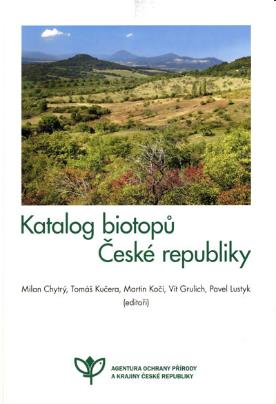 Katalog biotopů
České republiky
Milan Chytrý, Tomáš Kučera, Martin Kočí, Vít Grulich, Pavel Lustyk
(editoři)
AGENTURA OCHRANY PŘÍRODY
A KRAJINY ČESKÉ REPUBLIKY